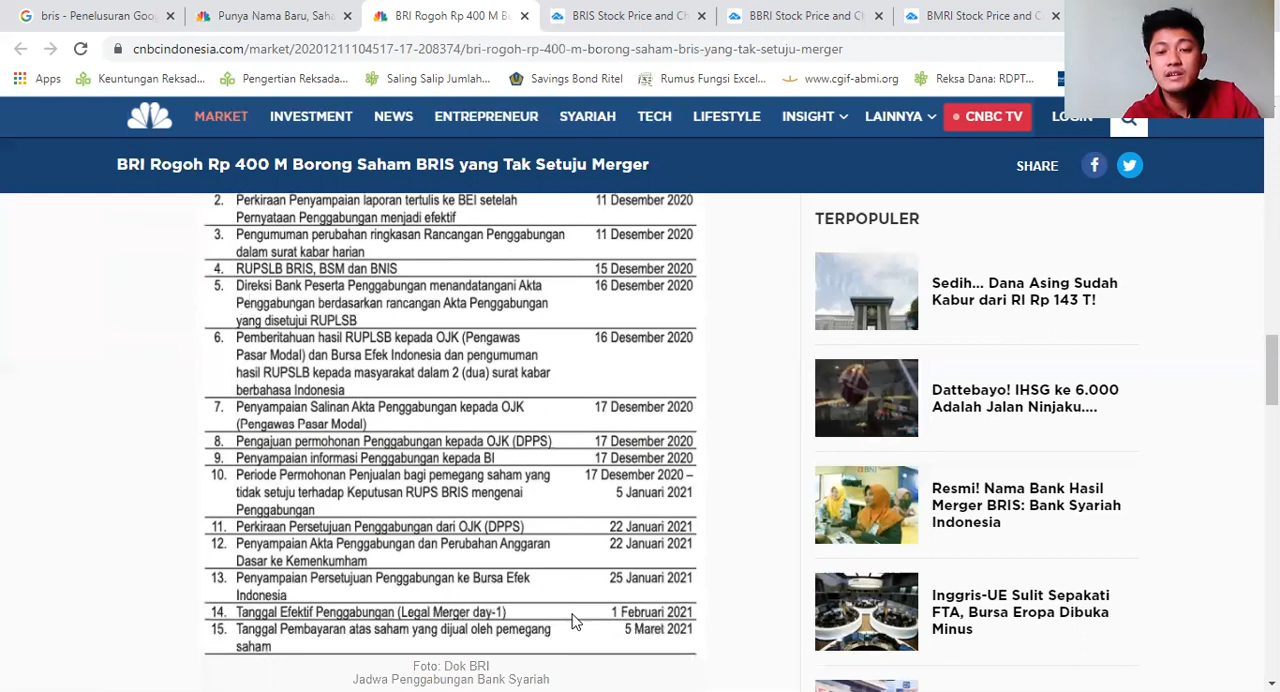 bris - Penelusuran Goo
Punya Nama Baru, Saha
BRI Rogoh Rp 400 M B
BRIS Stock Price and Ch
BBRI Stock Price and C
BMRI Stock Price and C
cnbcindonesia.com/market/20201211104517-17-208374/bri-rogoh-rp-400-m-borong-saham-bris-yang-tak-setuju-merger
Apps
Keuntungan Reksad...
Pengertian Reksada...
Saling Salip Jumlah...
Savings Bond Ritel
Rumus Fungsi Excel...
www.cgif-abmi.org
Reksa Dana: RDPT...
MARKET INVESTMENT NEWS ENTREPRENEUR SYARIAH TECH LIFESTYLE INSIGHT LAINNYA CNBC TV LOGIN
BRI Rogoh Rp 400 M Borong Saham BRIS yang Tak Setuju Merger
SHARE
2. Perkiraan Penyampaian laporan tertulis ke BEI setelah 11 Desember 2020
Pernyataan Penggabungan menjadi efektif
3. Pengumuman perubahan ringkasan Rancangan Penggabungan 11 Desember 2020
dalam surat kabar harian
4. RUPSLB BRIS, BSM dan BNIS 15 Desember 2020
5. Direksi Bank Peserta Penggabungan menandatangani Akta 16 Desember 2020
Penggabungan berdasarkan rancangan Akta Penggabungan
yang disetujui RUPLSB
6. Pemberitahuan hasil RUPLSB kepada OJK (Pengawas 16 Desember 2020
Pasar Modal) dan Bursa Efek Indonesia dan pengumuman
hasil RUPSLB kepada masyarakat dalam 2 (dua) surat kabar
berbahasa Indonesia
7. Penyampaian Salinan Akta Penggabungan kepada OJK 17 Desember 2020
(Pengawas Pasar Modal)
8. Pengajuan permohonan Penggabungan kepada OJK (DPPS) 17 Desember 2020
9. Penyampaian informasi Penggabungan kepada BI 17 Desember 2020
10. Periode Permohonan Penjualan bagi pemegang saham yang 17 Desember 2020 –
tidak setuju terhadap Keputusan RUPS BRIS mengenai 5 Januari 2021
Penggabungan
11. Perkiraan Persetujuan Penggabungan dari OJK (DPPS) 22 Januari 2021
12. Penyampaian Akta Penggabungan dan Perubahan Anggaran 22 Januari 2021
Dasar ke Kemenkumham
13. Penyampaian Persetujuan Penggabungan ke Bursa Efek 25 Januari 2021
Indonesia
14. Tanggal Efektif Penggabungan (Legal Merger day-1) 1 Februari 2021
15. Tanggal Pembayaran atas saham yang dijual oleh pemegang 5 Maret 2021
saham
Foto: Dok BRI
Jadwa Penggabungan Bank Syariah
TERPOPULER
Sedih... Dana Asing Sudah
Kabur dari RI Rp 143 T!
Dattebayo! IHSG ke 6.000
Adalah Jalan Ninjaku....
Resmi! Nama Bank Hasil
Merger BRIS: Bank Syariah
Indonesia
Inggris-UE Sulit Sepakati
FTA, Bursa Eropa Dibuka
Minus